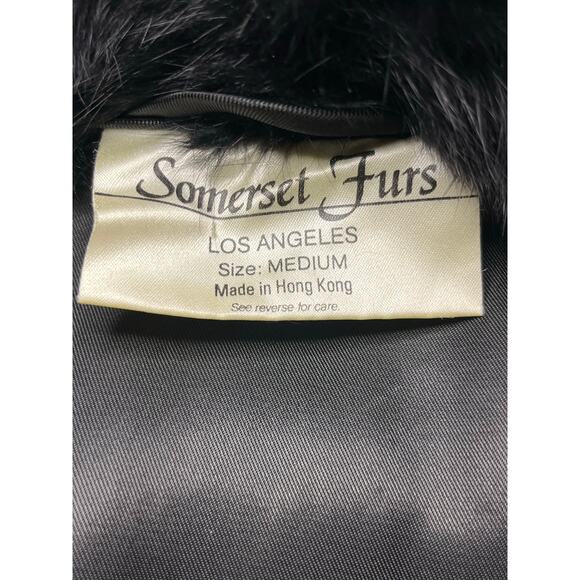 Somerset Furs
LOS ANGELES
Size: MEDIUM
Made in Hong Kong
See reverse for care.